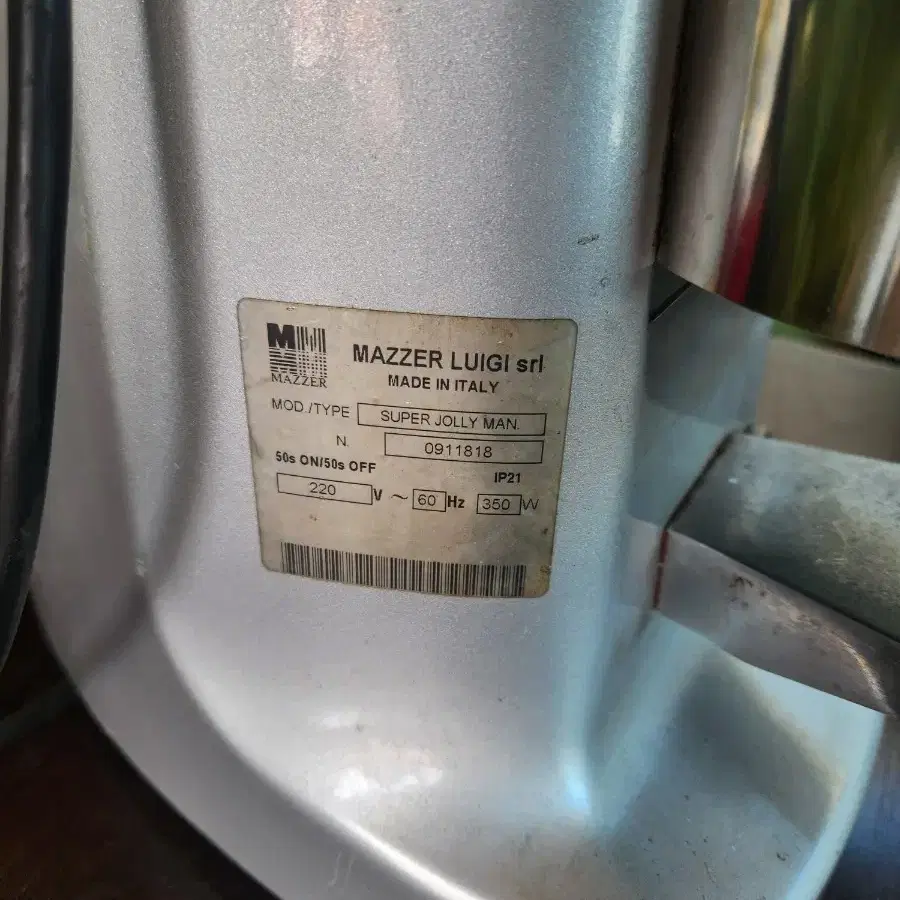 M
MAZZER
MAZZER LUIGI srl
MADE IN ITALY
MOD./TYPE SUPER JOLLY MAN.
N. 0911818
50s ON/50s OFF
IP21
220 V ~ 60 Hz 350 W